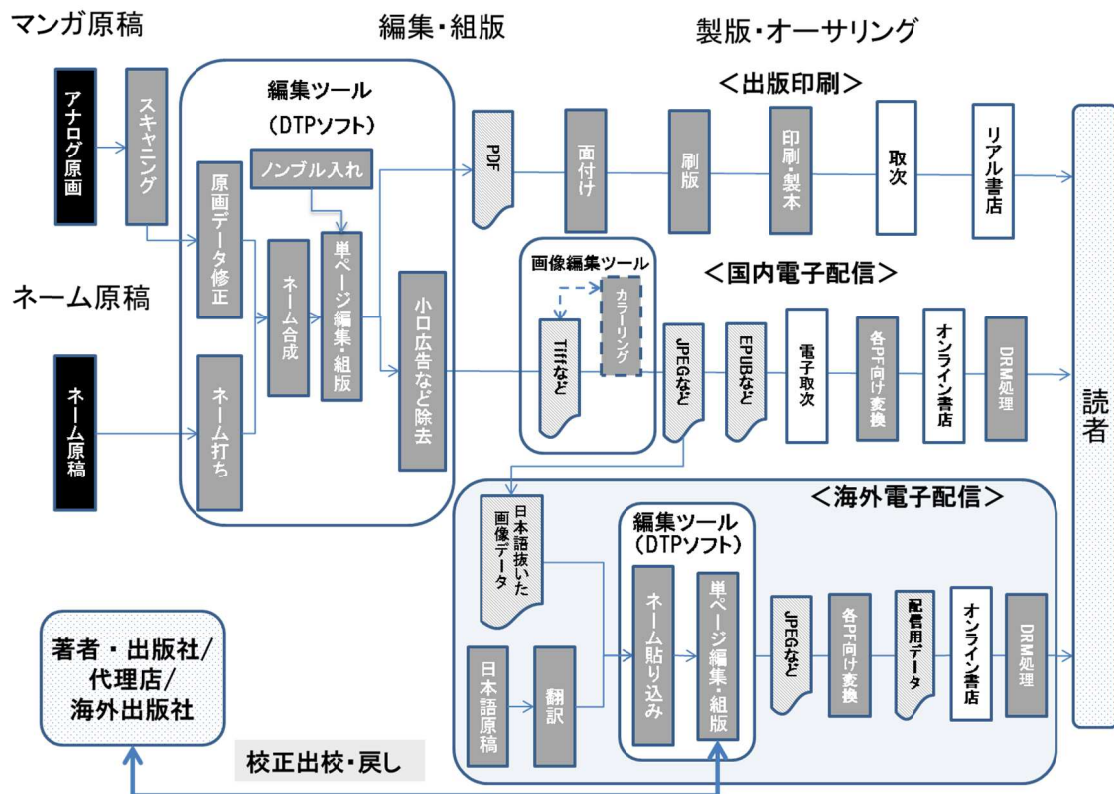 マンガ原稿
編集・組版
製版・オーサリング
アナログ原画
スキャニング
編集ツール
(DTPソフト)
ノンブル入れ
原画データ修正
ネーム合成
単ページ編集・組版
小口広告など除去
ネーム原稿
ネーム原稿
ネーム打ち
＜出版印刷＞
PDF
面付け
刷版
印刷・製本
取次
リアル書店
＜国内電子配信＞
画像編集ツール
Tiffなど
カラーリング
JPEGなど
EPUBなど
電子取次
各PF向け変換
オンライン書店
DRM処理
読者
＜海外電子配信＞
日本語抜いた
画像データ
日本語原稿
翻訳
編集ツール
(DTPソフト)
ネーム貼り込み
単ページ編集・組版
JPEGなど
各PF向け変換
配信用データ
オンライン書店
DRM処理
著者・出版社/
代理店/
海外出版社
校正出校・戻し